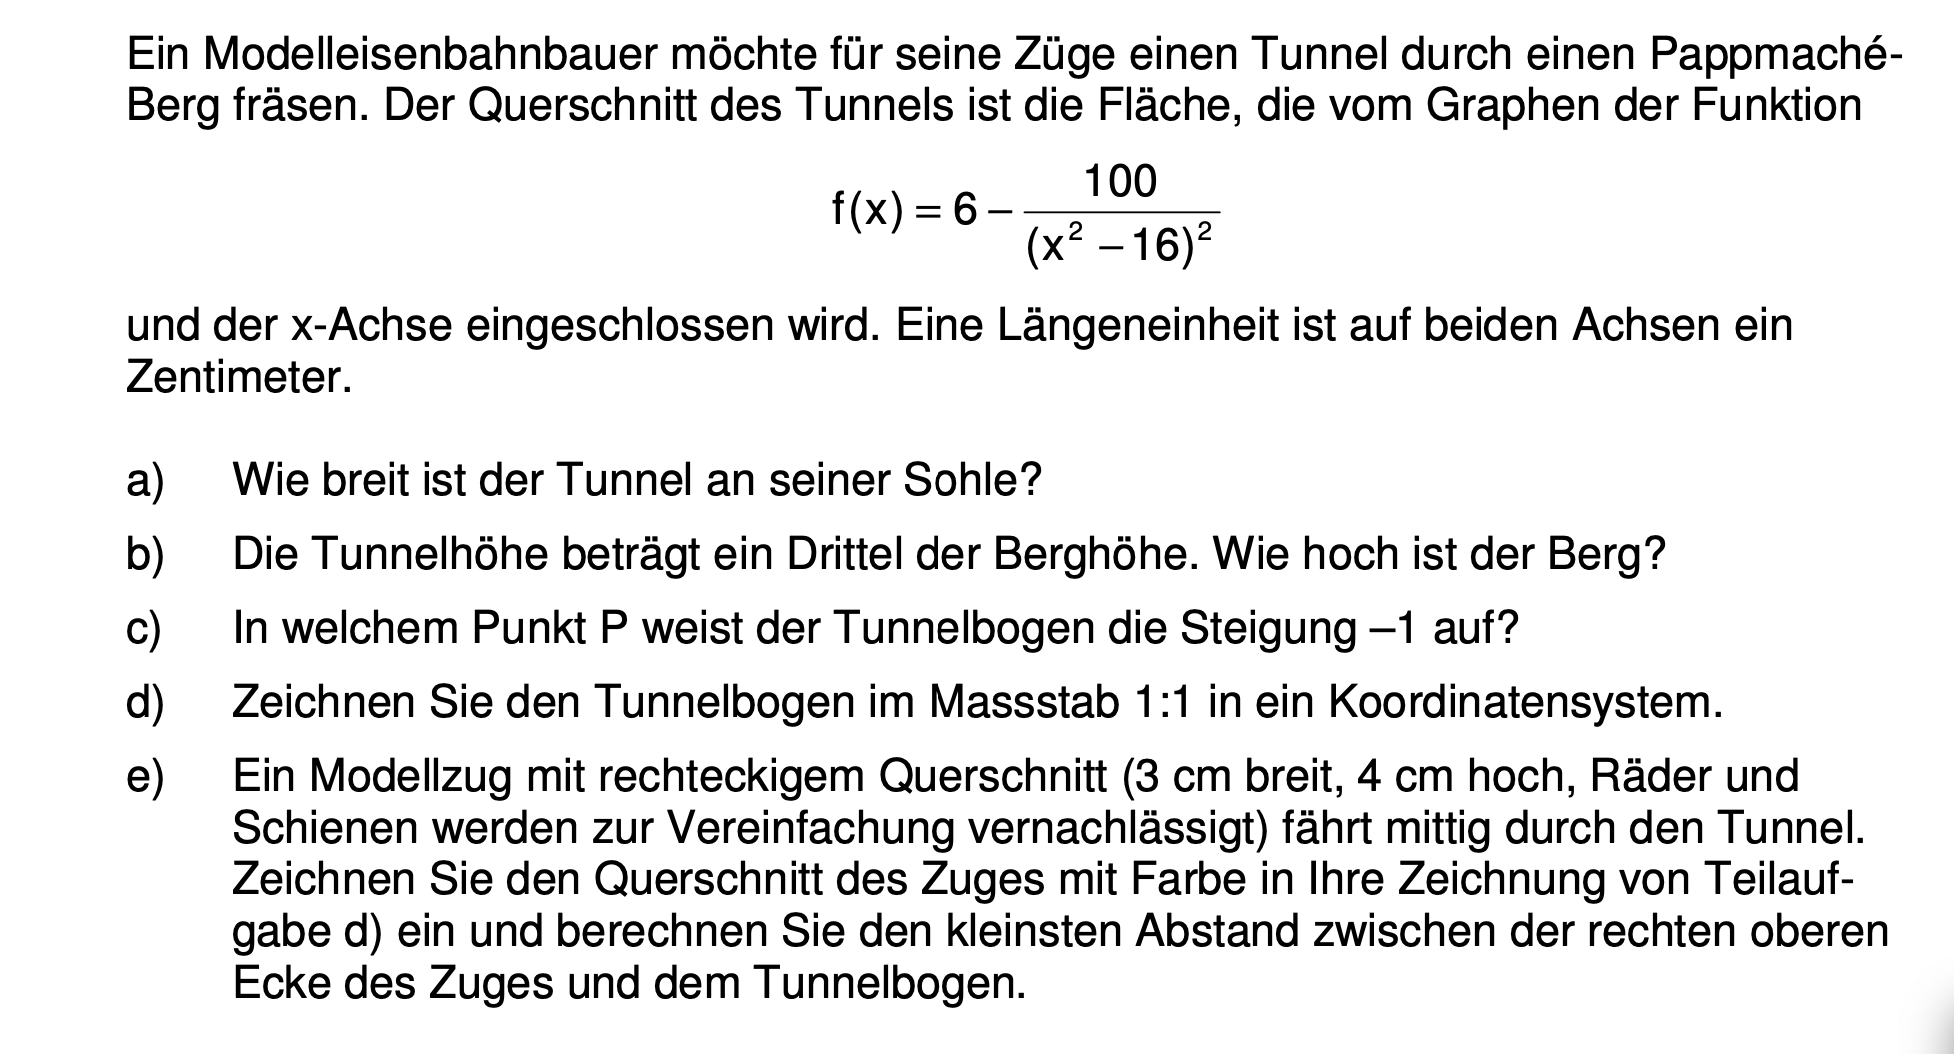 Ein Modelleisenbahnbauer möchte für seine Züge einen Tunnel durch einen Pappmaché-
Berg fräsen. Der Querschnitt des Tunnels ist die Fläche, die vom Graphen der Funktion
f(x) = 6 − 100 / (x² − 16)²
und der x-Achse eingeschlossen wird. Eine Längeneinheit ist auf beiden Achsen ein
Zentimeter.
a) Wie breit ist der Tunnel an seiner Sohle?
b) Die Tunnelhöhe beträgt ein Drittel der Berghöhe. Wie hoch ist der Berg?
c) In welchem Punkt P weist der Tunnelbogen die Steigung –1 auf?
d) Zeichnen Sie den Tunnelbogen im Massstab 1:1 in ein Koordinatensystem.
e) Ein Modellzug mit rechteckigem Querschnitt (3 cm breit, 4 cm hoch, Räder und
Schienen werden zur Vereinfachung vernachlässigt) fährt mittig durch den Tunnel.
Zeichnen Sie den Querschnitt des Zuges mit Farbe in Ihre Zeichnung von Teilauf-
gabe d) ein und berechnen Sie den kleinsten Abstand zwischen der rechten oberen
Ecke des Zuges und dem Tunnelbogen.